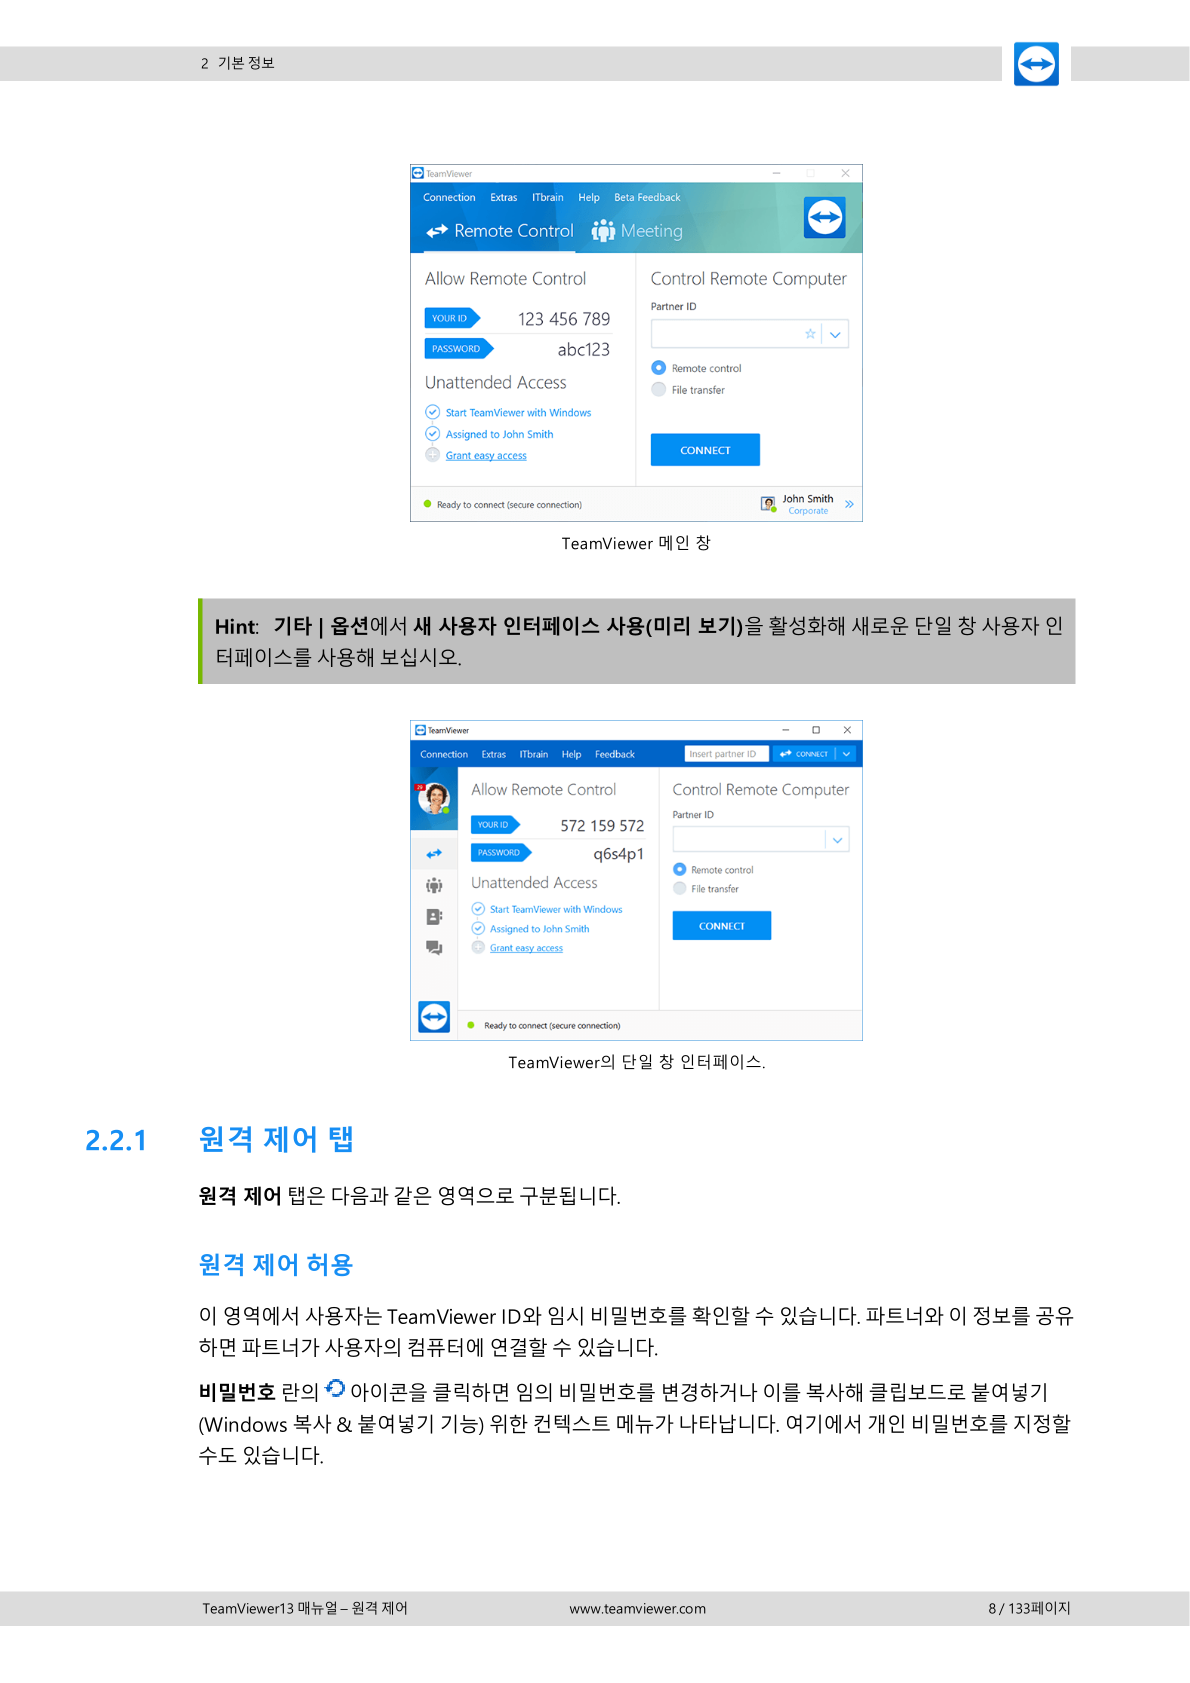 2 기본 정보
TeamViewer
Connection Extras ITbrain Help Beta Feedback
Remote Control Meeting
Allow Remote Control
YOUR ID 123 456 789
PASSWORD abc123
Unattended Access
Start TeamViewer with Windows
Assigned to John Smith
Grant easy access
Control Remote Computer
Partner ID
Remote control
File transfer
CONNECT
Ready to connect (secure connection)
John Smith
Corporate
TeamViewer 메인 창
Hint: 기타 | 옵션에서 새 사용자 인터페이스 사용(미리 보기)을 활성화해 새로운 단일 창 사용자 인
터페이스를 사용해 보십시오.
TeamViewer
Connection Extras ITbrain Help Feedback Insert partner ID CONNECT
29
Allow Remote Control
YOUR ID 572 159 572
PASSWORD q6s4p1
Unattended Access
Start TeamViewer with Windows
Assigned to John Smith
Grant easy access
Control Remote Computer
Partner ID
Remote control
File transfer
CONNECT
Ready to connect (secure connection)
TeamViewer의 단일 창 인터페이스.
2.2.1 원격 제어 탭
원격 제어 탭은 다음과 같은 영역으로 구분됩니다.
원격 제어 허용
이 영역에서 사용자는 TeamViewer ID와 임시 비밀번호를 확인할 수 있습니다. 파트너와 이 정보를 공유
하면 파트너가 사용자의 컴퓨터에 연결할 수 있습니다.
비밀번호 란의 아이콘을 클릭하면 임의 비밀번호를 변경하거나 이를 복사해 클립보드로 붙여넣기
(Windows 복사 & 붙여넣기 기능) 위한 컨텍스트 메뉴가 나타납니다. 여기에서 개인 비밀번호를 지정할
수도 있습니다.
TeamViewer13 매뉴얼 – 원격 제어 www.teamviewer.com 8 / 133페이지